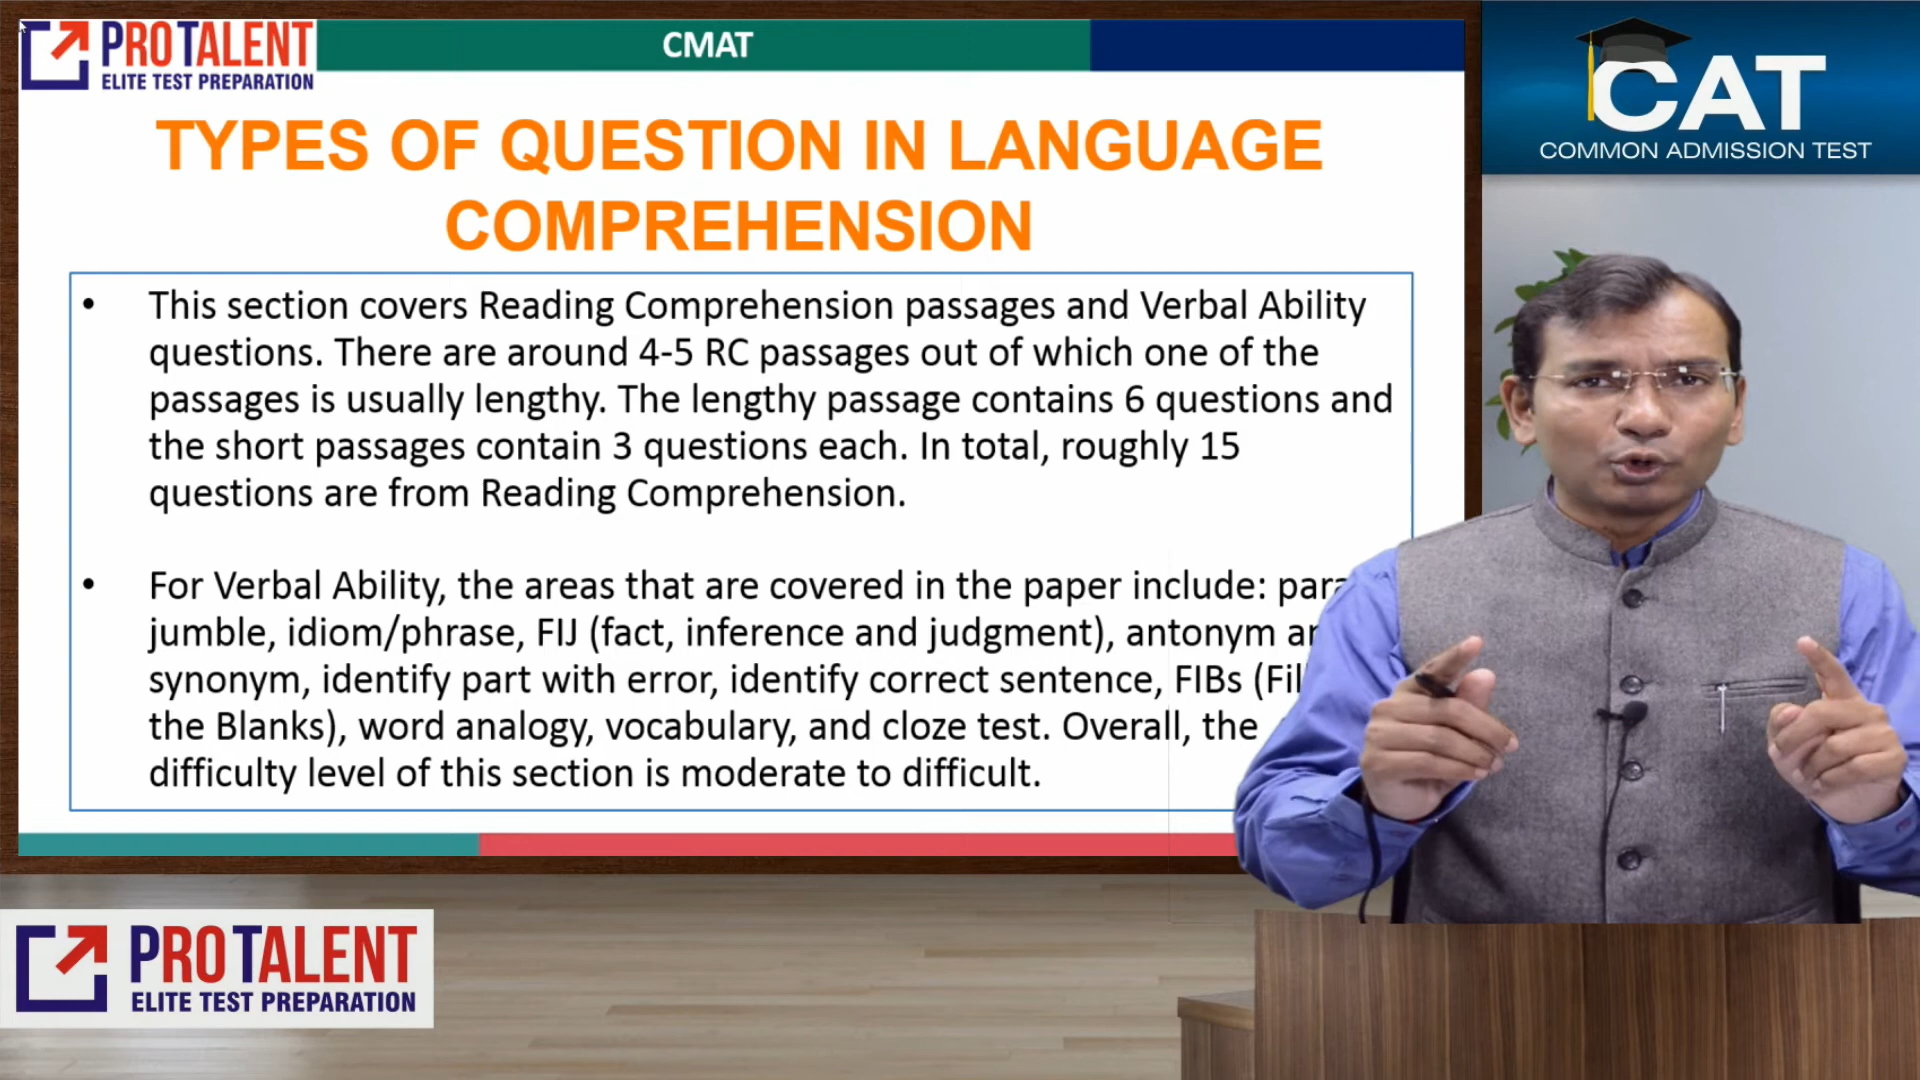 PRO TALENT
ELITE TEST PREPARATION
CMAT
CAT
COMMON ADMISSION TEST
TYPES OF QUESTION IN LANGUAGE
COMPREHENSION
• This section covers Reading Comprehension passages and Verbal Ability
questions. There are around 4-5 RC passages out of which one of the
passages is usually lengthy. The lengthy passage contains 6 questions and
the short passages contain 3 questions each. In total, roughly 15
questions are from Reading Comprehension.
• For Verbal Ability, the areas that are covered in the paper include:
jumble, idiom/phrase, FIJ (fact, inference and judgment), antonym
synonym, identify part with error, identify correct sentence, FIBs
the Blanks), word analogy, vocabulary, and cloze test. Overall, the
difficulty level of this section is moderate to difficult.
PRO TALENT
ELITE TEST PREPARATION